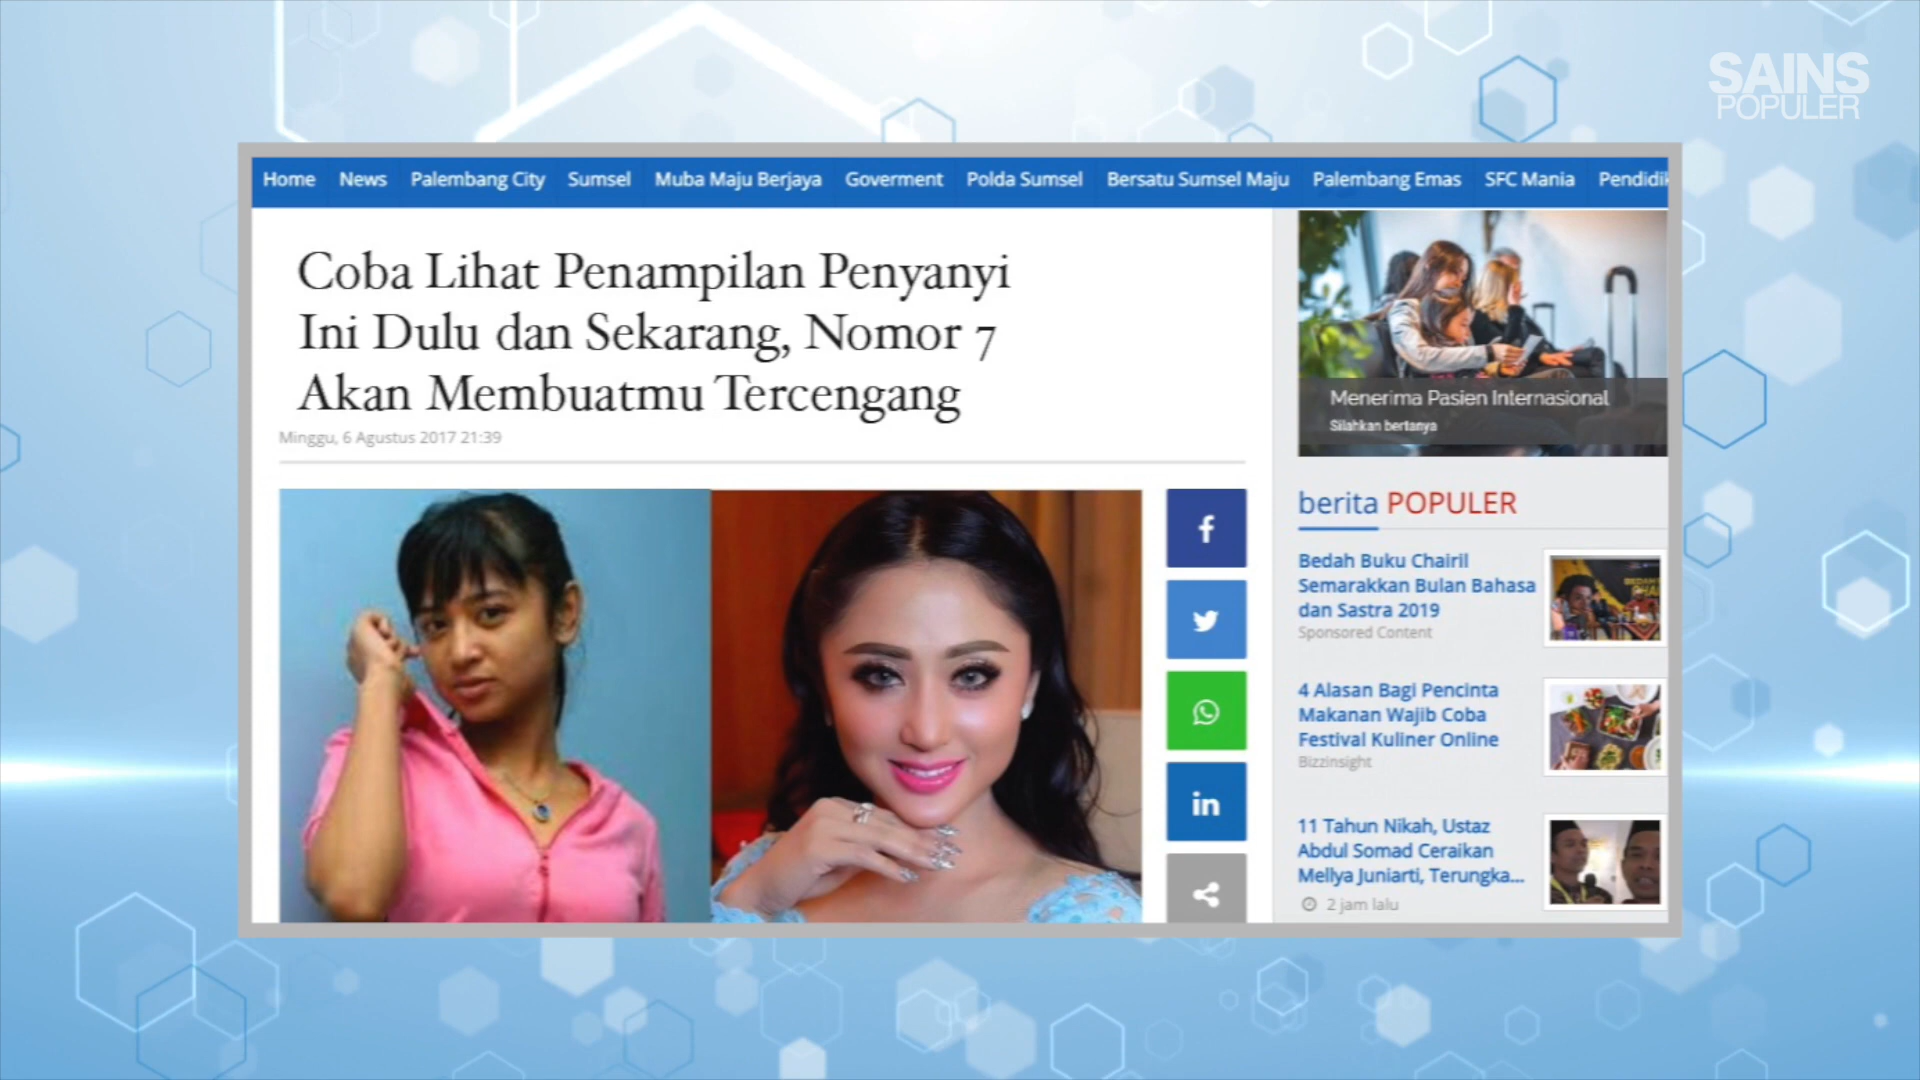 SAINS
POPULER
Home News Palembang City Sumsel Muba Maju Berjaya Goverment Polda Sumsel Bersatu Sumsel Maju Palembang Emas SFC Mania Pendidik
Coba Lihat Penampilan Penyanyi
Ini Dulu dan Sekarang, Nomor 7
Akan Membuatmu Tercengang
Minggu, 6 Agustus 2017 21:39
Menerima Pasien Internasional
Silahkan bertanya
berita POPULER
Bedah Buku Chairil
Semarakkan Bulan Bahasa
dan Sastra 2019
Sponsored Content
4 Alasan Bagi Pencinta
Makanan Wajib Coba
Festival Kuliner Online
Bizzinsight
11 Tahun Nikah, Ustaz
Abdul Somad Ceraikan
Mellya Juniarti, Terungka...
2 jam lalu